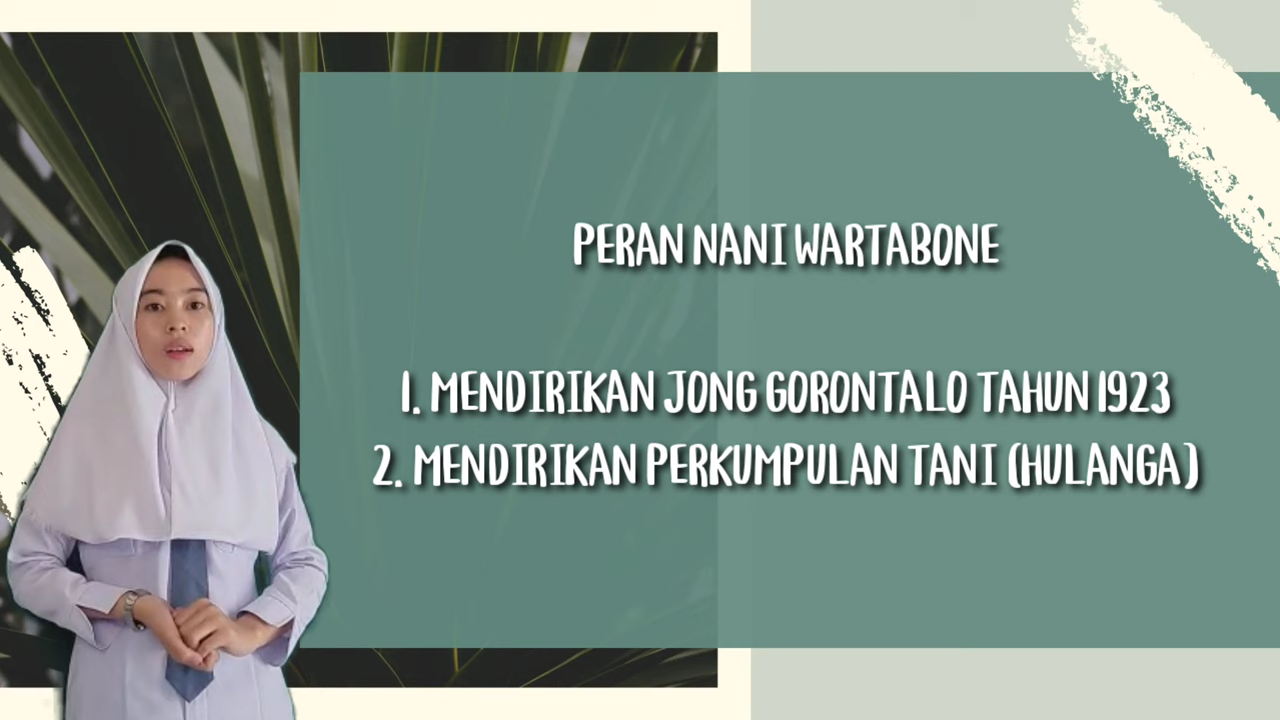 PERAN NANI WARTABONE
1. MENDIRIKAN JONG GORONTALO TAHUN 1923
2. MENDIRIKAN PERKUMPULAN TANI (HULANGA)